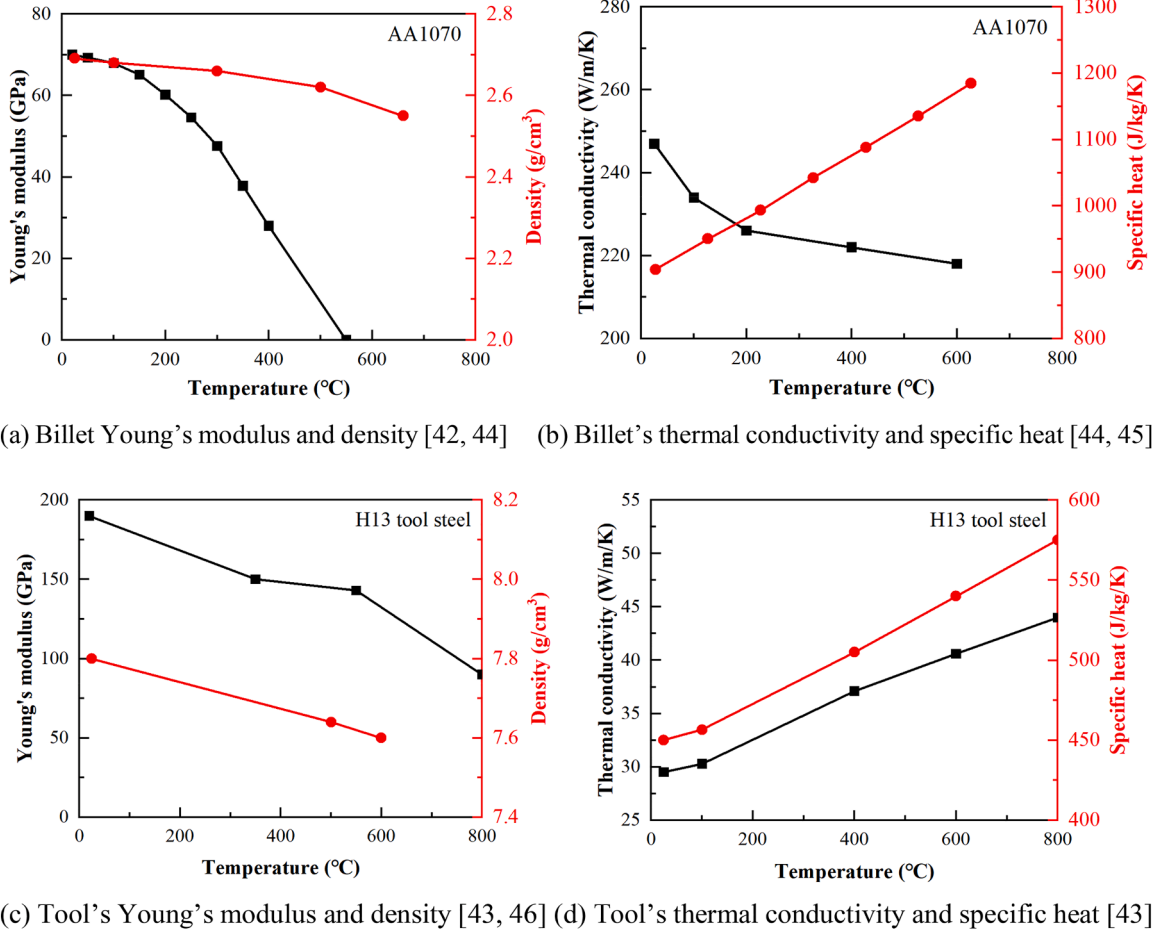 80
60
40
20
0
Young's modulus (GPa)
AA1070
2.8
2.6
2.4
2.2
2.0
Density (g/cm³)
0 200 400 600 800
Temperature (°C)
280
260
240
220
200
Thermal conductivity (W/m/K)
AA1070
1300
1200
1100
1000
900
800
Specific heat (J/kg/K)
0 200 400 600 800
Temperature (°C)
(a) Billet Young’s modulus and density [42, 44]
(b) Billet’s thermal conductivity and specific heat [44, 45]
200
150
100
50
0
Young's modulus (GPa)
H13 tool steel
8.2
8.0
7.8
7.6
7.4
Density (g/cm³)
0 200 400 600 800
Temperature (°C)
55
50
45
40
35
30
25
Thermal conductivity (W/m/K)
H13 tool steel
600
550
500
450
400
Specific heat (J/kg/K)
0 200 400 600 800
Temperature (°C)
(c) Tool’s Young’s modulus and density [43, 46]
(d) Tool’s thermal conductivity and specific heat [43]